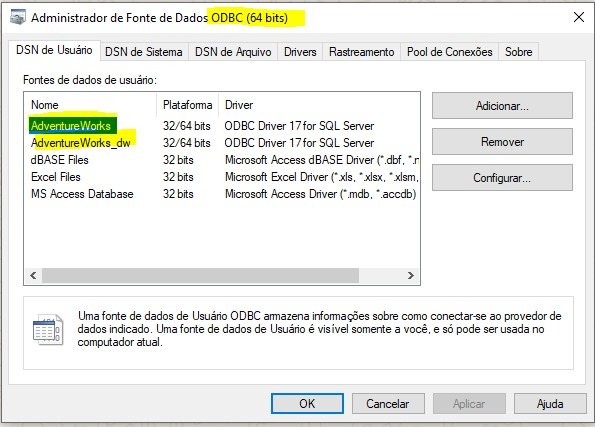 Administrador de Fonte de Dados ODBC (64 bits)
DSN de Usuário DSN de Sistema DSN de Arquivo Drivers Rastreamento Pool de Conexões Sobre
Fontes de dados de usuário:
Nome Plataforma Driver
AdventureWorks 32/64 bits ODBC Driver 17 for SQL Server
AdventureWorks_dw 32/64 bits ODBC Driver 17 for SQL Server
dBASE Files 32 bits Microsoft Access dBASE Driver (*.dbf, *.n
Excel Files 32 bits Microsoft Excel Driver (*.xls, *.xlsx, *.xlsm,
MS Access Database 32 bits Microsoft Access Driver (*.mdb, *.accdb)
Adicionar...
Remover
Configurar...
Uma fonte de dados de Usuário ODBC armazena informações sobre como conectar-se ao provedor de
dados indicado. Uma fonte de dados de Usuário é visível somente a você, e só pode ser usada no
computador atual.
OK Cancelar Aplicar Ajuda